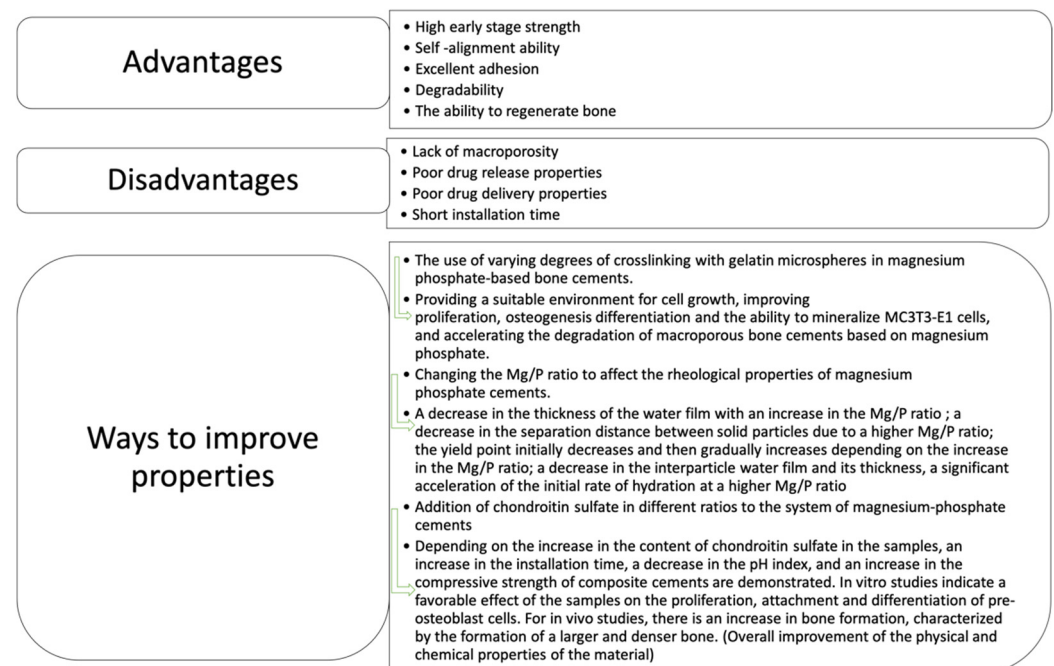 Advantages
• High early stage strength
• Self -alignment ability
• Excellent adhesion
• Degradability
• The ability to regenerate bone
Disadvantages
• Lack of macroporosity
• Poor drug release properties
• Poor drug delivery properties
• Short installation time
Ways to improve
properties
• The use of varying degrees of crosslinking with gelatin microspheres in magnesium
phosphate-based bone cements.
• Providing a suitable environment for cell growth, improving
proliferation, osteogenesis differentiation and the ability to mineralize MC3T3-E1 cells,
and accelerating the degradation of macroporous bone cements based on magnesium
phosphate.
• Changing the Mg/P ratio to affect the rheological properties of magnesium
phosphate cements.
• A decrease in the thickness of the water film with an increase in the Mg/P ratio ; a
decrease in the separation distance between solid particles due to a higher Mg/P ratio;
the yield point initially decreases and then gradually increases depending on the increase
in the Mg/P ratio; a decrease in the interparticle water film and its thickness, a significant
acceleration of the initial rate of hydration at a higher Mg/P ratio
• Addition of chondroitin sulfate in different ratios to the system of magnesium-phosphate
cements
• Depending on the increase in the content of chondroitin sulfate in the samples, an
increase in the installation time, a decrease in the pH index, and an increase in the
compressive strength of composite cements are demonstrated. In vitro studies indicate a
favorable effect of the samples on the proliferation, attachment and differentiation of pre-
osteoblast cells. For in vivo studies, there is an increase in bone formation, characterized
by the formation of a larger and denser bone. (Overall improvement of the physical and
chemical properties of the material)